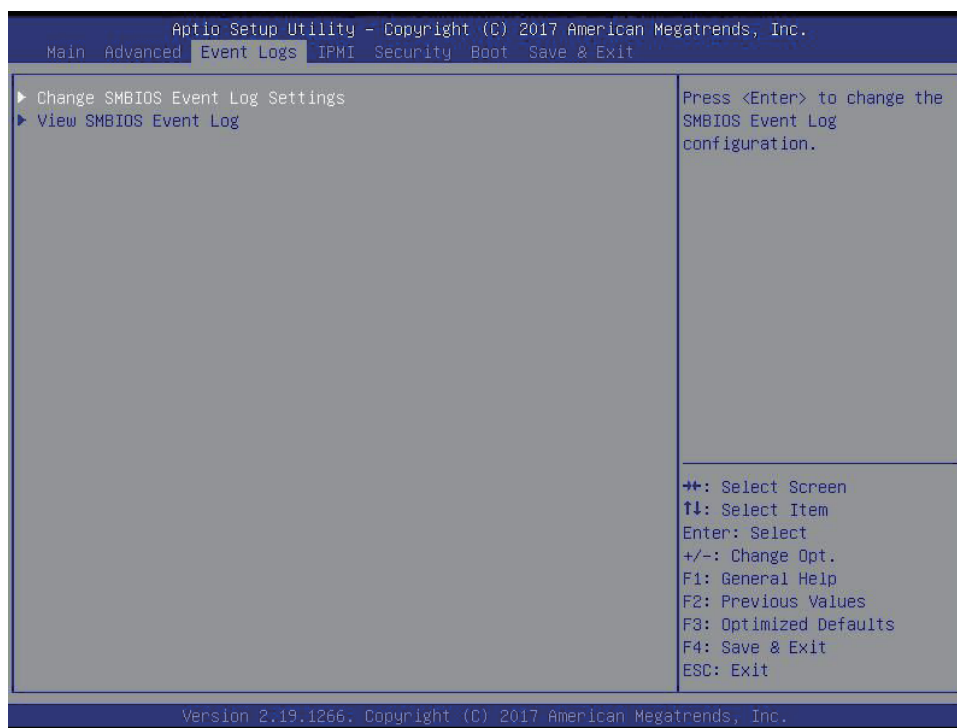 Aptio Setup Utility – Copyright (C) 2017 American Megatrends, Inc.
Main Advanced Event Logs IPMI Security Boot Save & Exit
▶ Change SMBIOS Event Log Settings
▶ View SMBIOS Event Log
Press <Enter> to change the
SMBIOS Event Log
configuration.
→←: Select Screen
↑↓: Select Item
Enter: Select
+/-: Change Opt.
F1: General Help
F2: Previous Values
F3: Optimized Defaults
F4: Save & Exit
ESC: Exit
Version 2.19.1266. Copyright (C) 2017 American Megatrends, Inc.